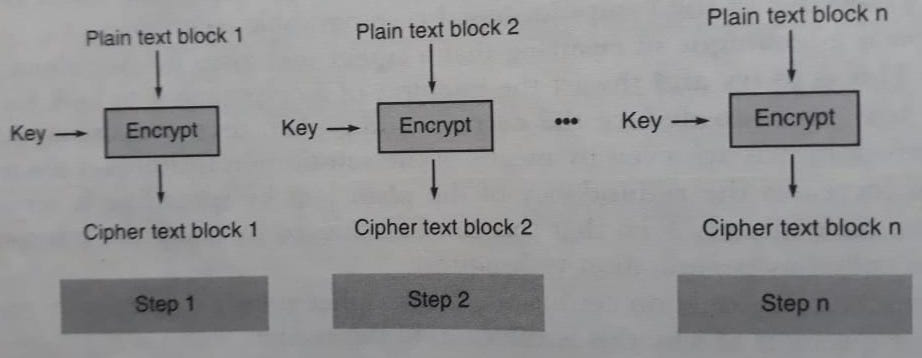 Plain text block 1
Plain text block 2
Plain text block n
Key
Encrypt
Key
Encrypt
•••
Key
Encrypt
Cipher text block 1
Cipher text block 2
Cipher text block n
Step 1
Step 2
Step n